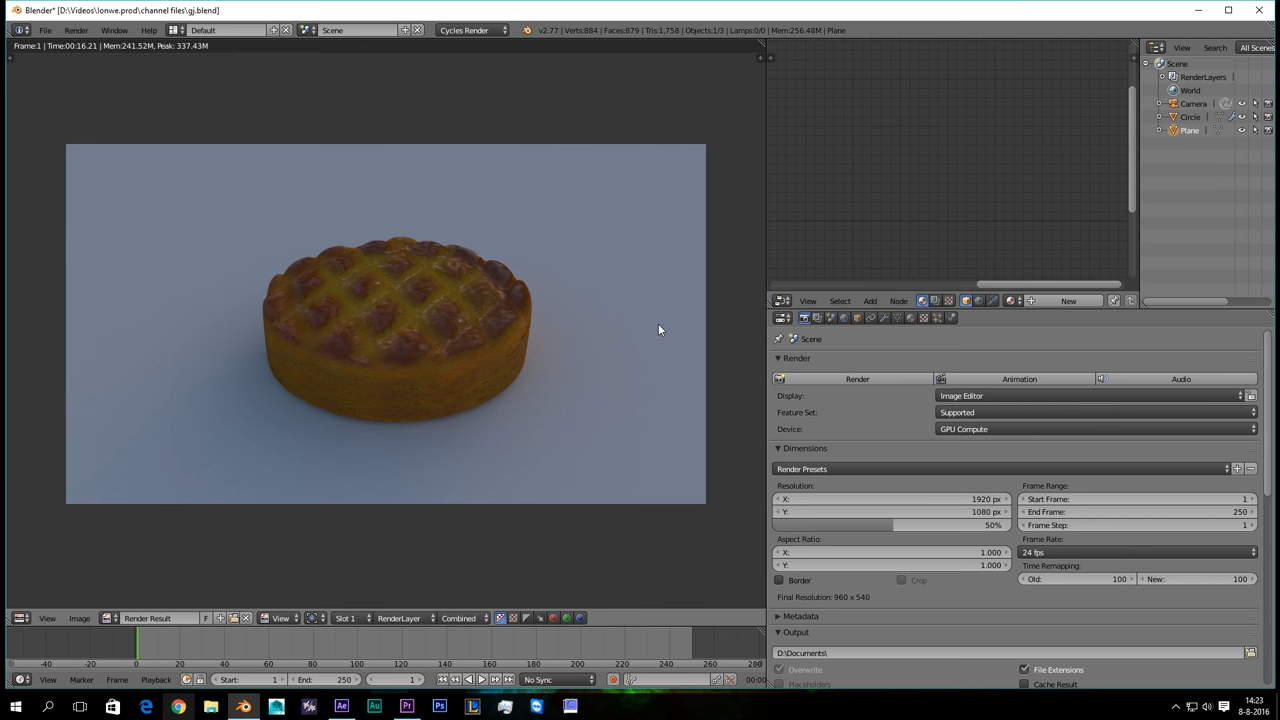 Blender* [D:\Videos\lonwe.prod\channel files\gj.blend]
File Render Window Help Default Scene Cycles Render v2.77 | Verts:884 | Faces:879 | Tris:1,758 | Objects:1/3 | Lamps:0/0 | Mem:256.48M | Plane
Frame:1 | Time:00:16.21 | Mem:241.52M, Peak: 337.43M
View Search All Scenes
Scene
RenderLayers
World
Camera
Circle
Plane
View Select Add Node New
Scene
Render
Render Animation Audio
Display: Image Editor
Feature Set: Supported
Device: GPU Compute
Dimensions
Render Presets
Resolution: Frame Range:
X: 1920 px Start Frame: 1
Y: 1080 px End Frame: 250
50% Frame Step: 1
Aspect Ratio: Frame Rate:
X: 1.000 24 fps
Y: 1.000 Time Remapping:
Border Crop Old: 100 New: 100
Final Resolution: 960 x 540
Metadata
Output
D:\Documents\
Overwrite File Extensions
Placeholders Cache Result
View Image Render Result F View Slot 1 RenderLayer Combined
-40 -20 0 20 40 60 80 100 120 140 160 180 200 220 240 260 280
View Marker Frame Playback Start: 1 End: 250 1 No Sync 00:00
14:23
8-8-2016